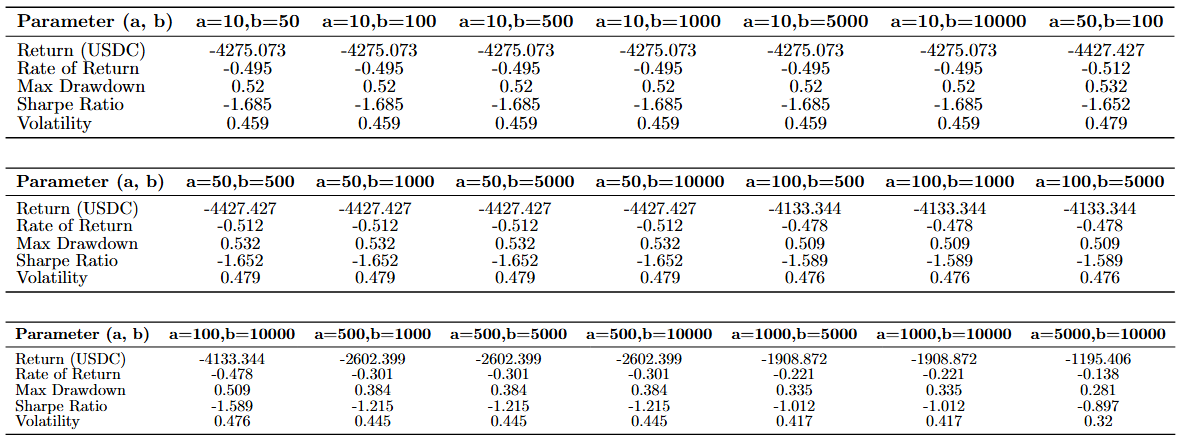 Parameter (a, b) a=10,b=50 a=10,b=100 a=10,b=500 a=10,b=1000 a=10,b=5000 a=10,b=10000 a=50,b=100
Return (USDC) -4275.073 -4275.073 -4275.073 -4275.073 -4275.073 -4275.073 -4427.427
Rate of Return -0.495 -0.495 -0.495 -0.495 -0.495 -0.495 -0.512
Max Drawdown 0.52 0.52 0.52 0.52 0.52 0.52 0.532
Sharpe Ratio -1.685 -1.685 -1.685 -1.685 -1.685 -1.685 -1.652
Volatility 0.459 0.459 0.459 0.459 0.459 0.459 0.479
Parameter (a, b) a=50,b=500 a=50,b=1000 a=50,b=5000 a=50,b=10000 a=100,b=500 a=100,b=1000 a=100,b=5000
Return (USDC) -4427.427 -4427.427 -4427.427 -4427.427 -4133.344 -4133.344 -4133.344
Rate of Return -0.512 -0.512 -0.512 -0.512 -0.478 -0.478 -0.478
Max Drawdown 0.532 0.532 0.532 0.532 0.509 0.509 0.509
Sharpe Ratio -1.652 -1.652 -1.652 -1.652 -1.589 -1.589 -1.589
Volatility 0.479 0.479 0.479 0.479 0.476 0.476 0.476
Parameter (a, b) a=100,b=10000 a=500,b=1000 a=500,b=5000 a=500,b=10000 a=1000,b=5000 a=1000,b=10000 a=5000,b=10000
Return (USDC) -4133.344 -2602.399 -2602.399 -2602.399 -1908.872 -1908.872 -1195.406
Rate of Return -0.478 -0.301 -0.301 -0.301 -0.221 -0.221 -0.138
Max Drawdown 0.509 0.384 0.384 0.384 0.335 0.335 0.281
Sharpe Ratio -1.589 -1.215 -1.215 -1.215 -1.012 -1.012 -0.897
Volatility 0.476 0.445 0.445 0.445 0.417 0.417 0.32